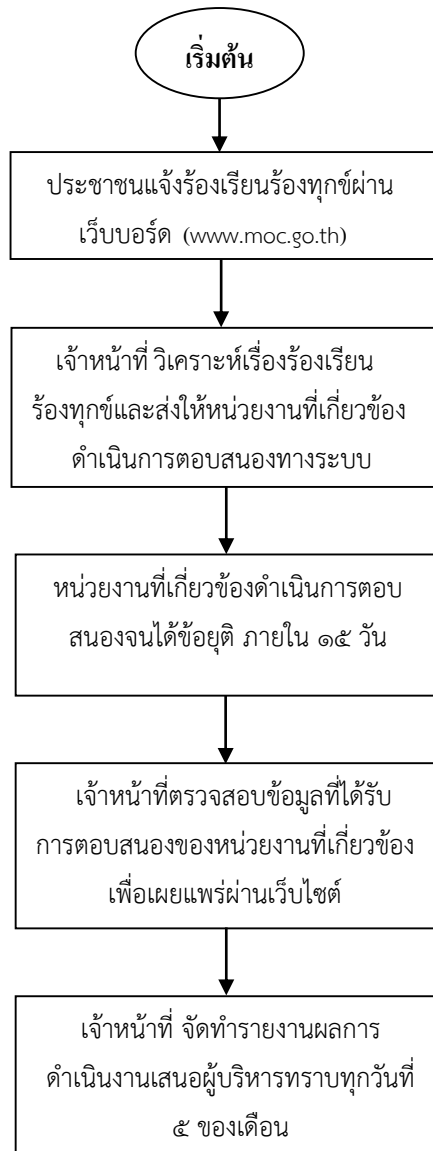 เริ่มต้น
ประชาชนแจ้งร้องเรียนร้องทุกข์ผ่าน
เว็บบอร์ด (www.moc.go.th)
เจ้าหน้าที่ วิเคราะห์เรื่องร้องเรียน
ร้องทุกข์และส่งให้หน่วยงานที่เกี่ยวข้อง
ดำเนินการตอบสนองทางระบบ
หน่วยงานที่เกี่ยวข้องดำเนินการตอบ
สนองจนได้ข้อยุติ ภายใน ๑๕ วัน
เจ้าหน้าที่ตรวจสอบข้อมูลที่ได้รับ
การตอบสนองของหน่วยงานที่เกี่ยวข้อง
เพื่อเผยแพร่ผ่านเว็บไซต์
เจ้าหน้าที่ จัดทำรายงานผลการ
ดำเนินงานเสนอผู้บริหารทราบทุกวันที่
๕ ของเดือน